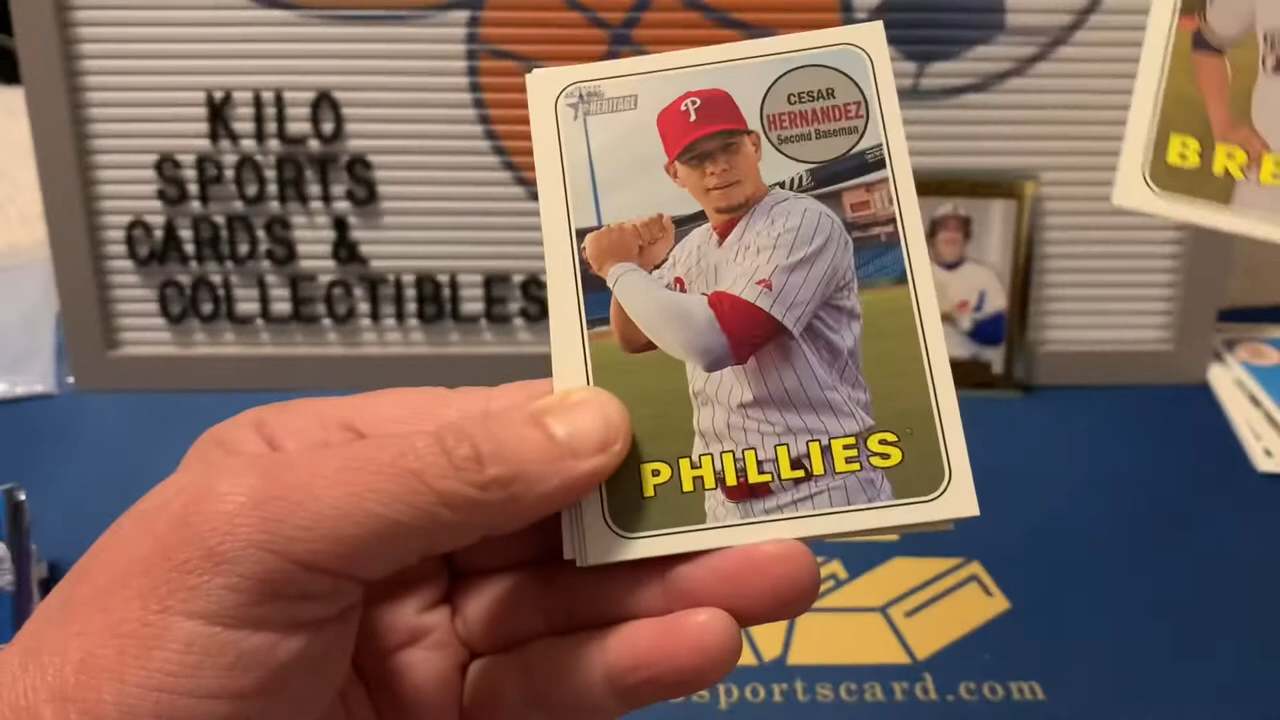 KILO
SPORTS
CARDS &
COLLECTIBLES
HERITAGE
P
CESAR
HERNANDEZ
Second Baseman
PHILLIES
BRE
sportscard.com